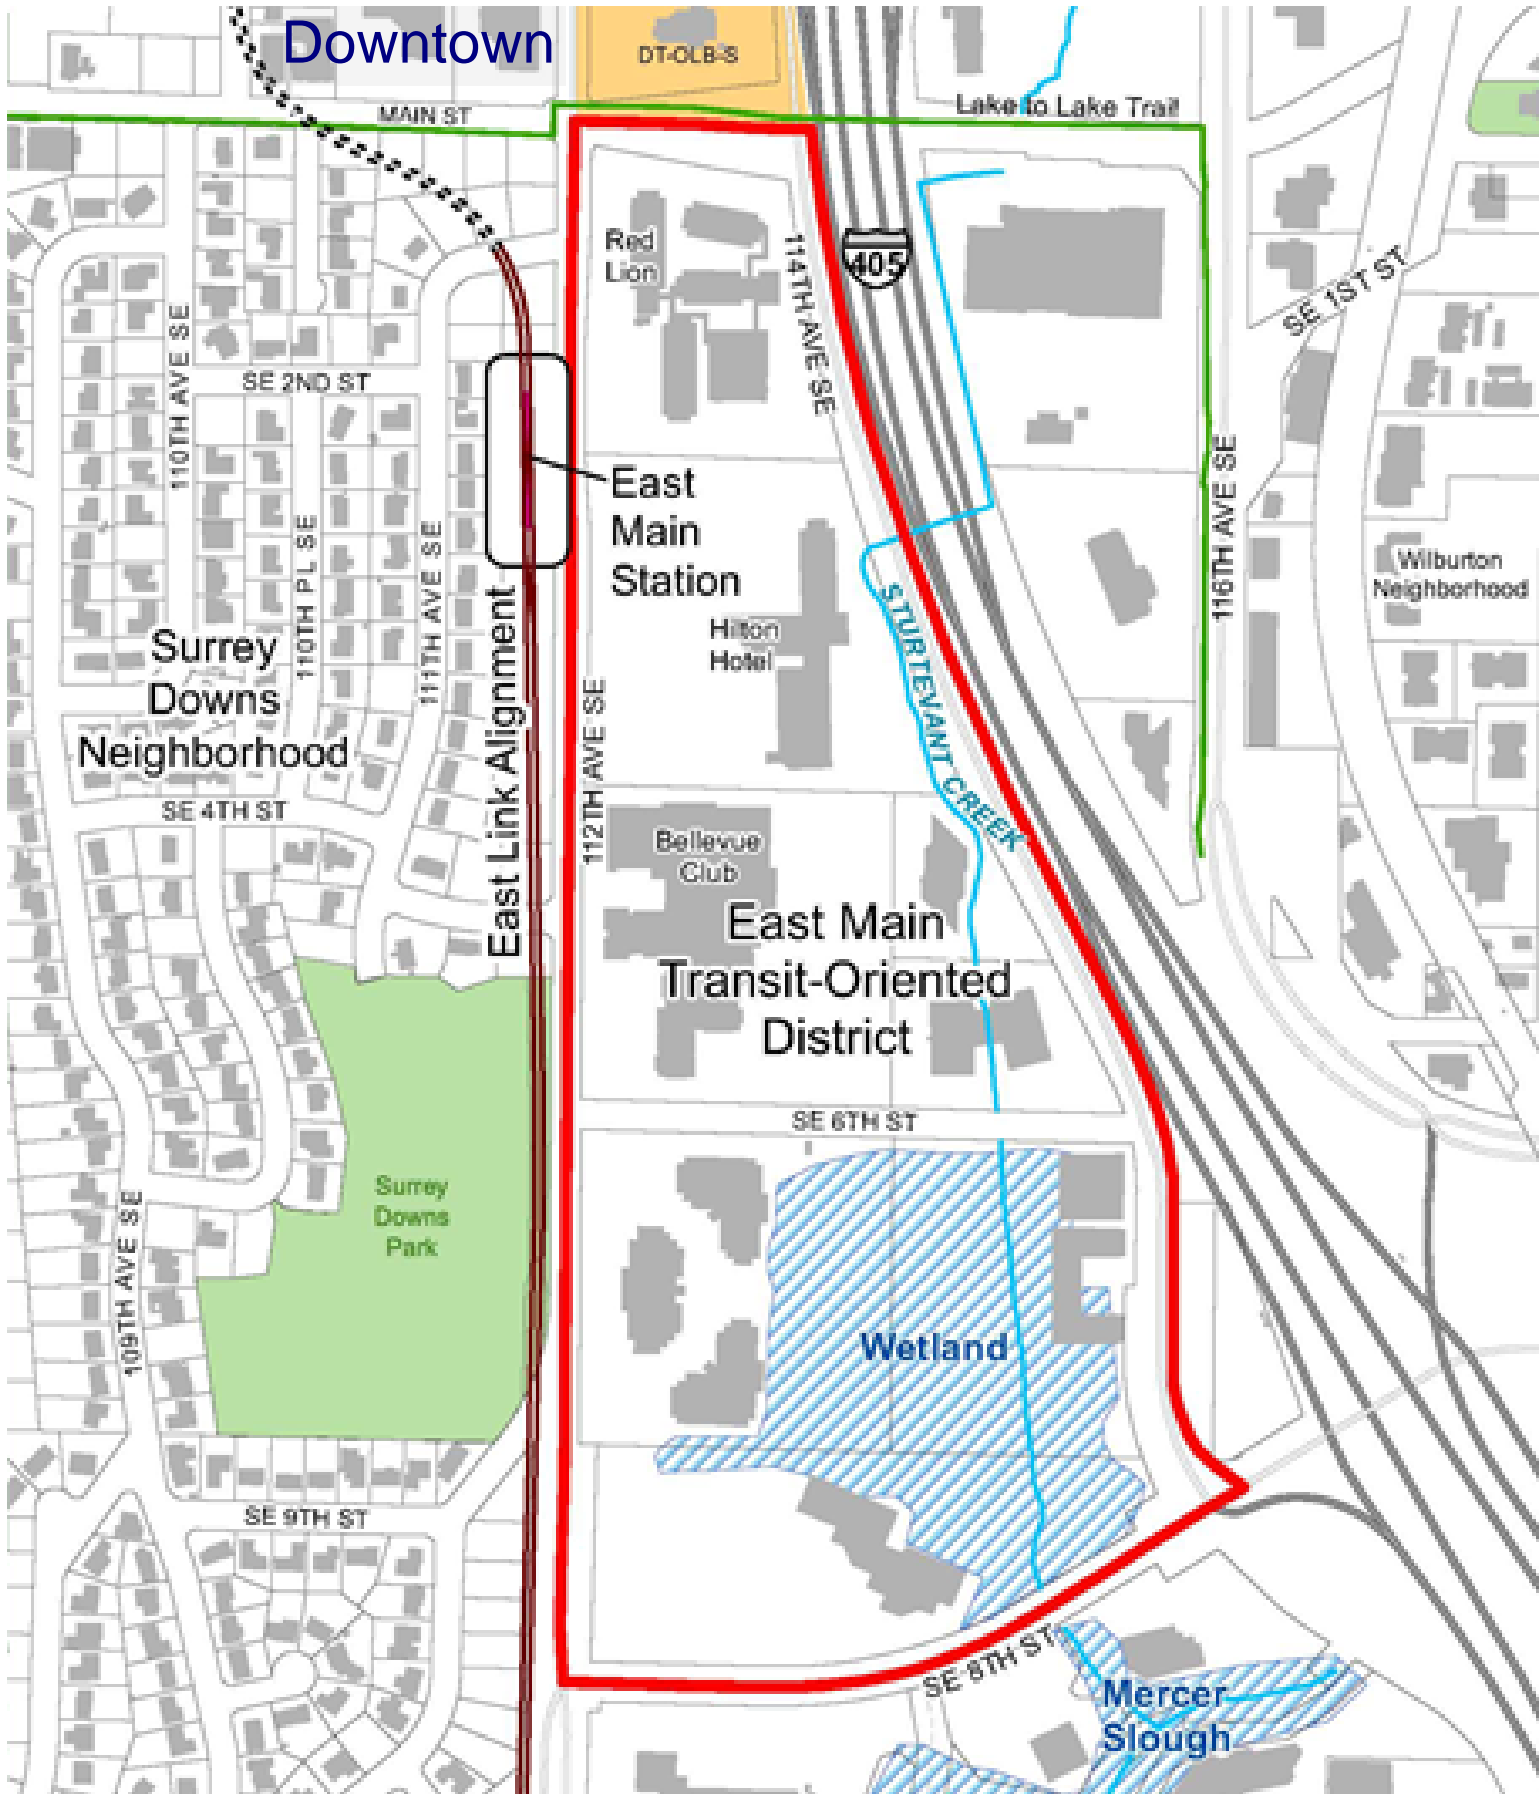 Downtown
DT-OLB-S
MAIN ST
Lake to Lake Trail
Red
Lion
114TH AVE SE
405
SE 1ST ST
110TH AVE SE
SE 2ND ST
East
Main
Station
116TH AVE SE
Wilburton
Neighborhood
110TH PL SE
111TH AVE SE
STURTEVANT CREEK
Hilton
Hotel
Surrey
Downs
Neighborhood
East Link Alignment
112TH AVE SE
SE 4TH ST
Bellevue
Club
East Main
Transit-Oriented
District
SE 6TH ST
Surrey
Downs
Park
109TH AVE SE
Wetland
SE 9TH ST
SE 8TH ST
Mercer
Slough